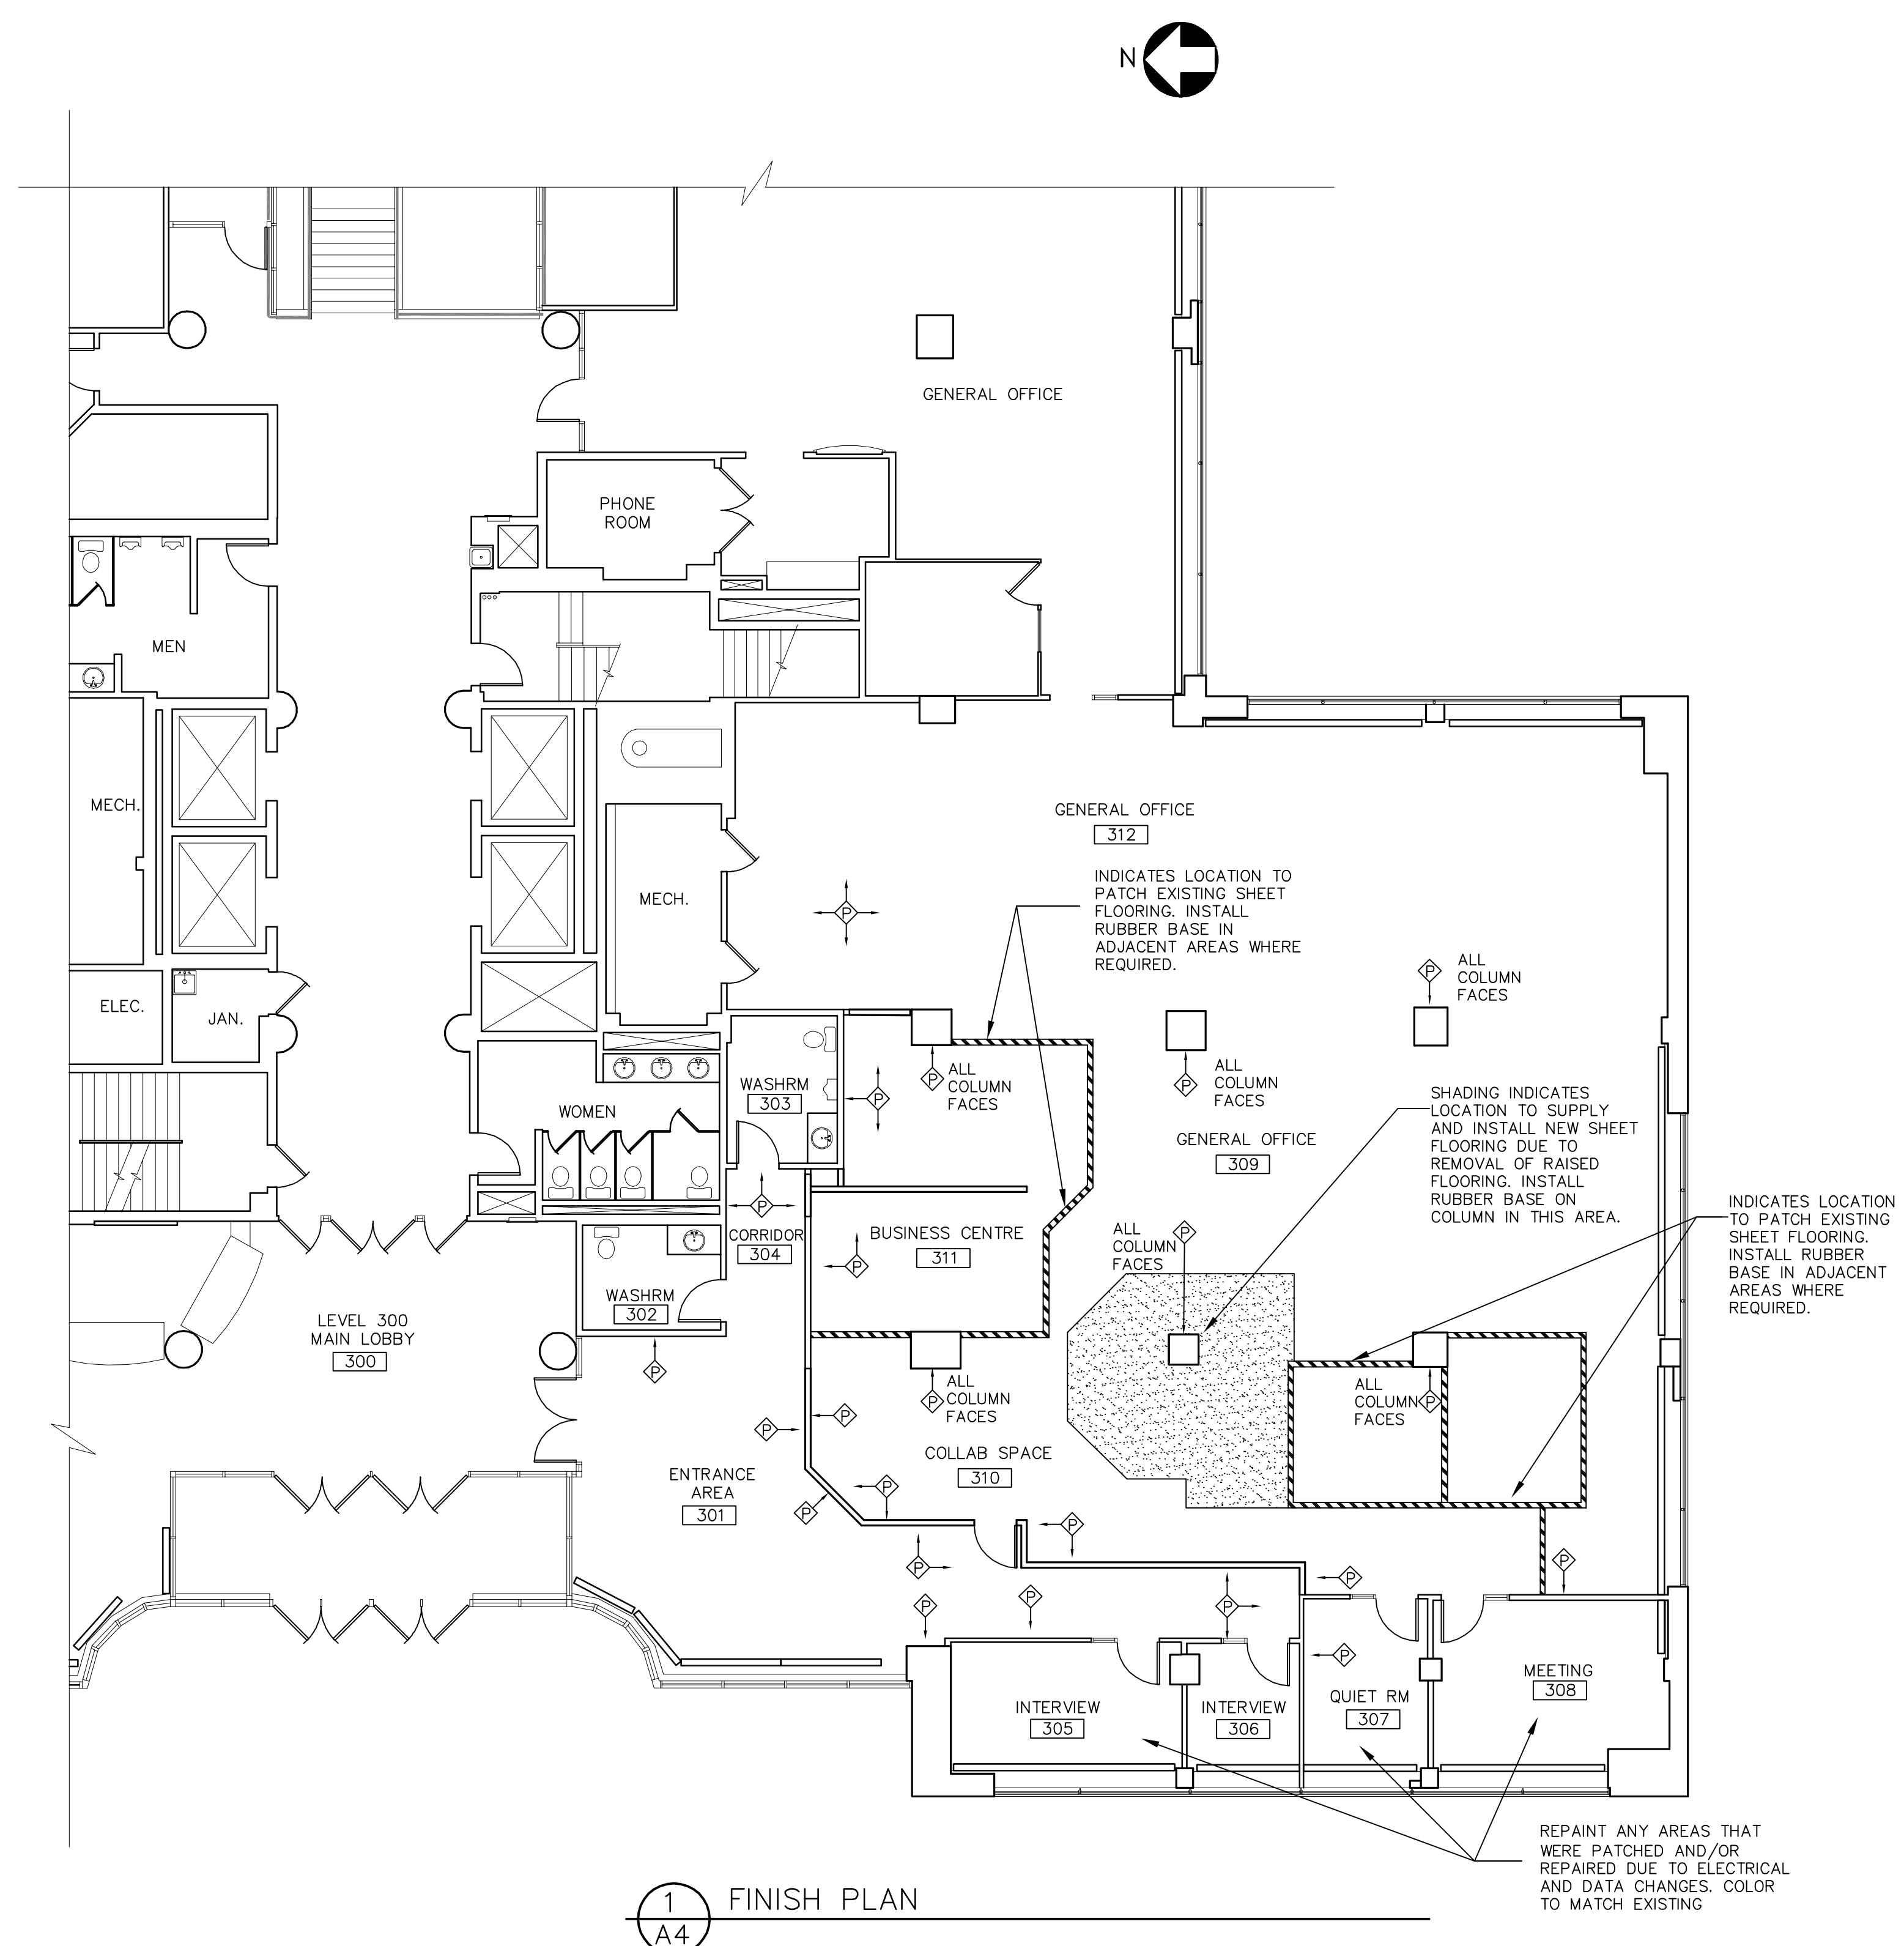 N
GENERAL OFFICE
PHONE
ROOM
MEN
MECH.
GENERAL OFFICE
312
INDICATES LOCATION TO
PATCH EXISTING SHEET
FLOORING. INSTALL
RUBBER BASE IN
ADJACENT AREAS WHERE
REQUIRED.
MECH.
P
P
ALL
COLUMN
FACES
ELEC.
JAN.
WASHRM
303
P
ALL
COLUMN
FACES
P
P
ALL
COLUMN
FACES
SHADING INDICATES
LOCATION TO SUPPLY
AND INSTALL NEW SHEET
FLOORING DUE TO
REMOVAL OF RAISED
FLOORING. INSTALL
RUBBER BASE ON
COLUMN IN THIS AREA.
WOMEN
GENERAL OFFICE
309
INDICATES LOCATION
TO PATCH EXISTING
SHEET FLOORING.
INSTALL RUBBER
BASE IN ADJACENT
AREAS WHERE
REQUIRED.
P
CORRIDOR
304
BUSINESS CENTRE
311
P
ALL
COLUMN
FACES
P
WASHRM
302
LEVEL 300
MAIN LOBBY
300
P
P
ALL
COLUMN
FACES
ALL
COLUMN
FACES
P
P
P
COLLAB SPACE
310
ENTRANCE
AREA
301
P
P
P
P
P
P
P
P
P
P
P
INTERVIEW
305
INTERVIEW
306
QUIET RM
307
MEETING
308
REPAINT ANY AREAS THAT
WERE PATCHED AND/OR
REPAIRED DUE TO ELECTRICAL
AND DATA CHANGES. COLOR
TO MATCH EXISTING
1
A4
FINISH PLAN